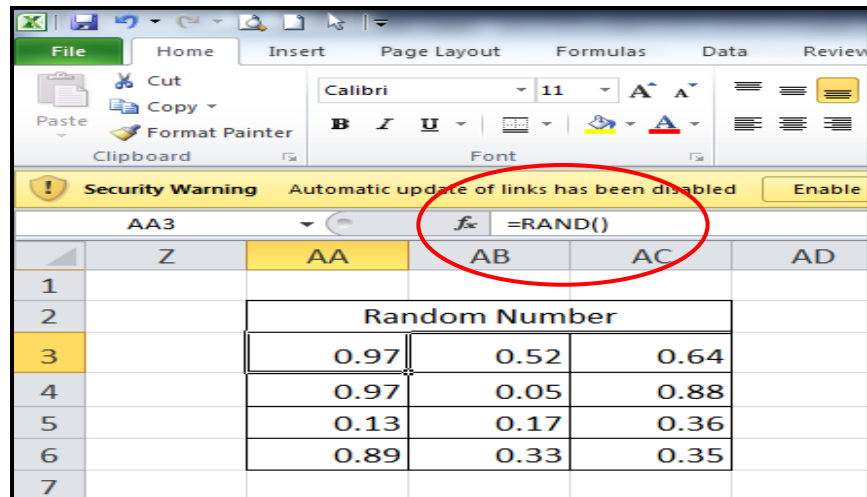 File Home Insert Page Layout Formulas Data Review
Cut
Calibri 11 A A
Copy
Paste
Format Painter
B I U A
Clipboard Font
Security Warning Automatic update of links has been disabled Enable
AA3 fx =RAND()
Z AA AB AC AD
1
2 Random Number
3 0.97 0.52 0.64
4 0.97 0.05 0.88
5 0.13 0.17 0.36
6 0.89 0.33 0.35
7